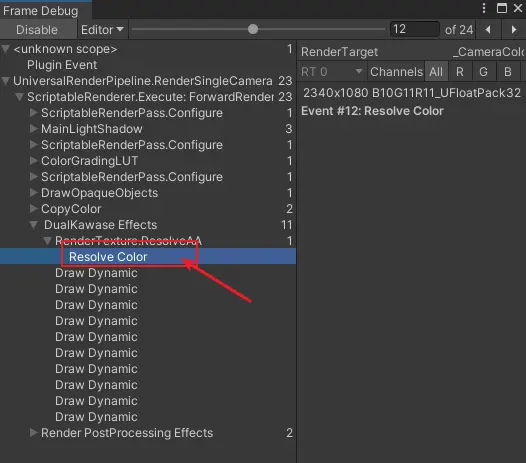 Frame Debug
Disable Editor 12 of 24
<unknown scope> 1
Plugin Event
UniversalRenderPipeline.RenderSingleCamera 23
ScriptableRenderer.Execute: ForwardRender 23
ScriptableRenderPass.Configure 1
MainLightShadow 3
ScriptableRenderPass.Configure 1
ColorGradingLUT 1
ScriptableRenderPass.Configure 1
DrawOpaqueObjects 1
CopyColor 2
DualKawase Effects 11
RenderTexture.ResolveAA 1
Resolve Color
Draw Dynamic
Draw Dynamic
Draw Dynamic
Draw Dynamic
Draw Dynamic
Draw Dynamic
Draw Dynamic
Draw Dynamic
Draw Dynamic
Draw Dynamic
Render PostProcessing Effects 2
RenderTarget _CameraColo
RT 0 Channels All R G B
2340x1080 B10G11R11_UFloatPack32
Event #12: Resolve Color